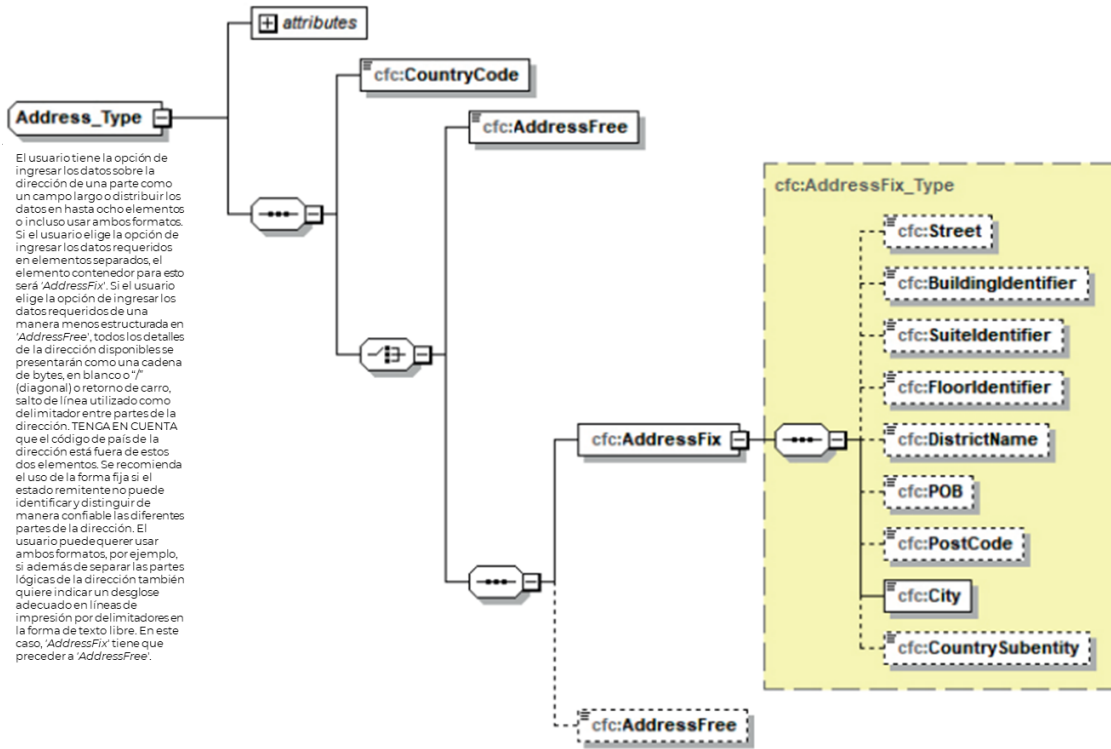 attributes
cfc:CountryCode
Address_Type
cfc:AddressFree
El usuario tiene la opción de
ingresar los datos sobre la
dirección de una parte como
un campo largo o distribuir los
datos en hasta ocho elementos
o incluso usar ambos formatos.
Si el usuario elige la opción de
ingresar los datos requeridos
en elementos separados, el
elemento contenedor para esto
será 'AddressFix'. Si el usuario
elige la opción de ingresar los
datos requeridos de una
manera menos estructurada en
'AddressFree', todos los detalles
de la dirección disponibles se
presentarán como una cadena
de bytes, en blanco o "/"
(diagonal) o retorno de carro,
salto de línea utilizado como
delimitador entre partes de la
dirección. TENGA EN CUENTA
que el código de país de la
dirección está fuera de estos
dos elementos. Se recomienda
el uso de la forma fija si el
estado remitente no puede
identificar y distinguir de
manera confiable las diferentes
partes de la dirección. El
usuario puede querer usar
ambos formatos, por ejemplo,
si además de separar las partes
lógicas de la dirección también
quiere indicar un desglose
adecuado en líneas de
impresión por delimitadores en
la forma de texto libre. En este
caso, 'AddressFix' tiene que
preceder a 'AddressFree'.
cfc:AddressFix_Type
cfc:Street
cfc:BuildingIdentifier
cfc:SuiteIdentifier
cfc:FloorIdentifier
cfc:AddressFix
cfc:DistrictName
cfc:POB
cfc:PostCode
cfc:City
cfc:CountrySubentity
cfc:AddressFree